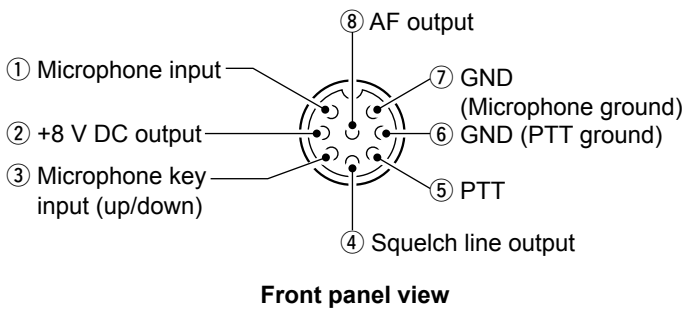 ⑧ AF output
① Microphone input
⑦ GND
(Microphone ground)
② +8 V DC output
⑥ GND (PTT ground)
③ Microphone key
input (up/down)
⑤ PTT
④ Squelch line output
Front panel view